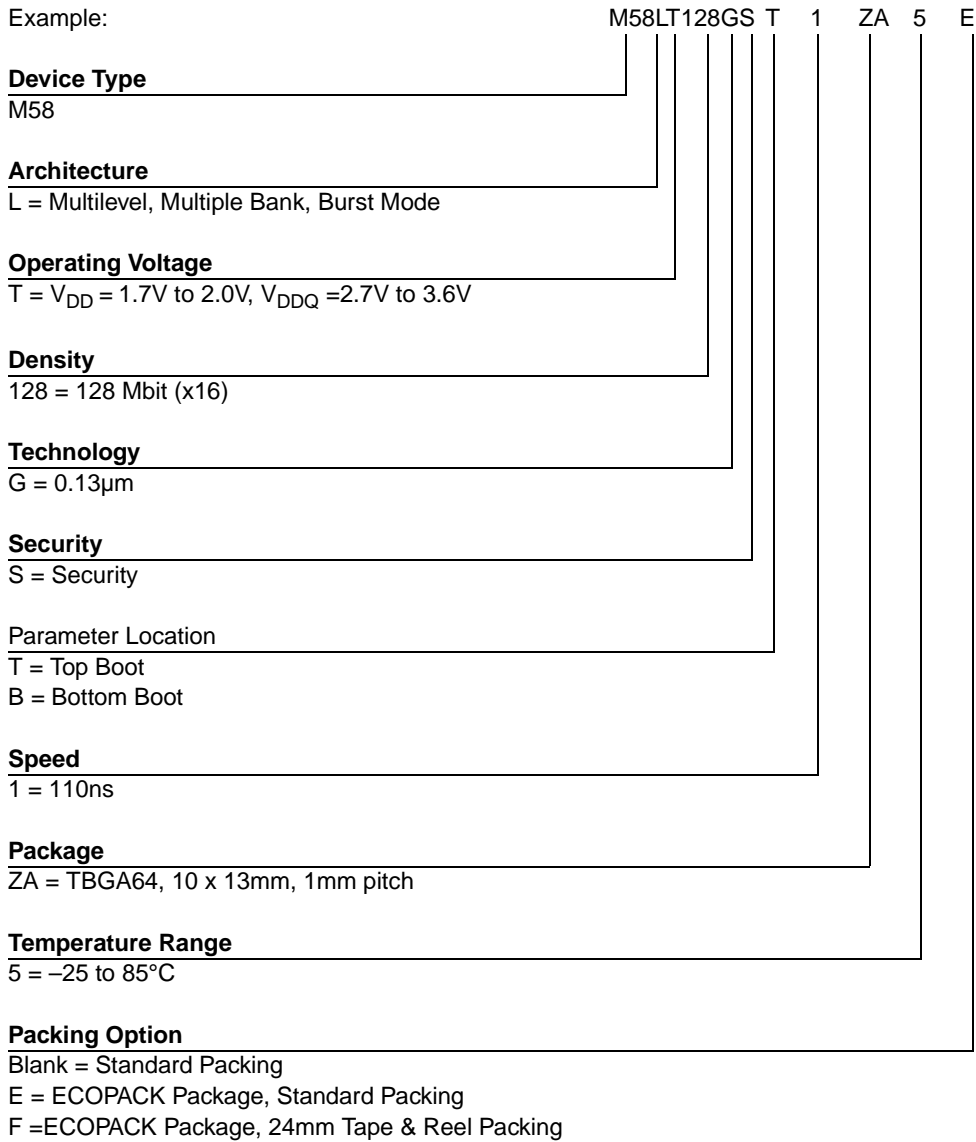 Example: M58LT128GS T 1 ZA 5 E
Device Type
M58
Architecture
L = Multilevel, Multiple Bank, Burst Mode
Operating Voltage
T = VDD = 1.7V to 2.0V, VDDQ =2.7V to 3.6V
Density
128 = 128 Mbit (x16)
Technology
G = 0.13µm
Security
S = Security
Parameter Location
T = Top Boot
B = Bottom Boot
Speed
1 = 110ns
Package
ZA = TBGA64, 10 x 13mm, 1mm pitch
Temperature Range
5 = –25 to 85°C
Packing Option
Blank = Standard Packing
E = ECOPACK Package, Standard Packing
F =ECOPACK Package, 24mm Tape & Reel Packing